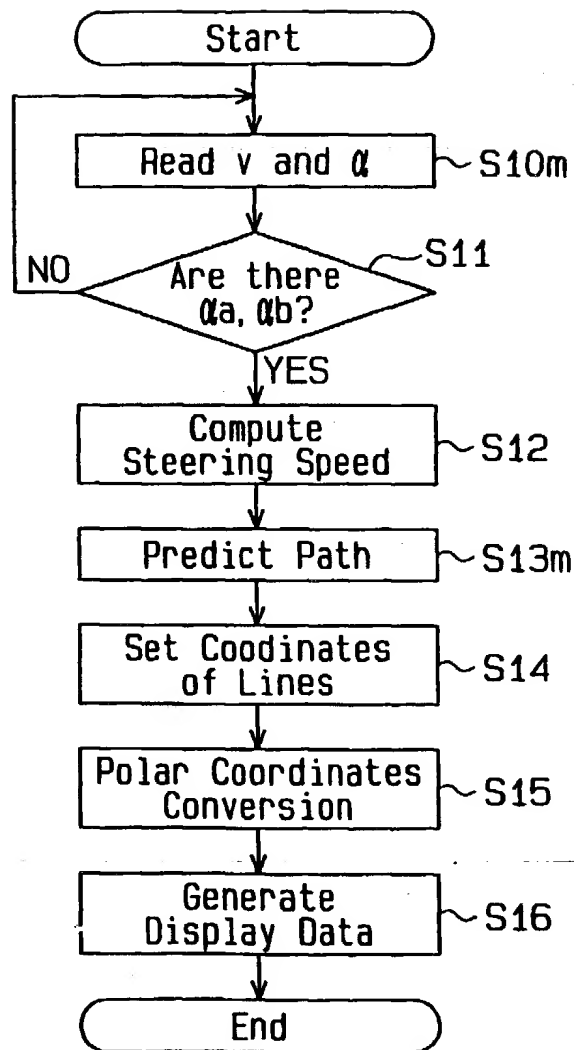 Start
Read v and α
S10m
NO
Are there
αa, αb?
S11
YES
Compute
Steering Speed
S12
Predict Path
S13m
Set Coodinates
of Lines
S14
Polar Coordinates
Conversion
S15
Generate
Display Data
S16
End